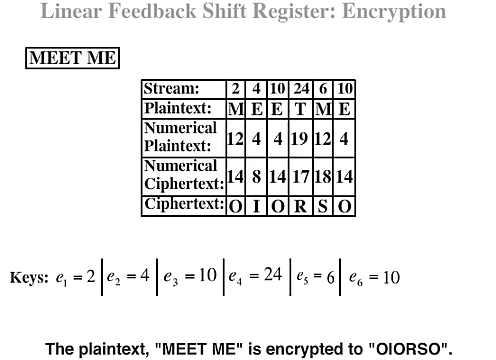 Linear Feedback Shift Register: Encryption
MEET ME
Stream: 2 4 10 24 6 10
Plaintext: M E E T M E
Numerical Plaintext: 12 4 4 19 12 4
Numerical Ciphertext: 14 8 14 17 18 14
Ciphertext: O I O R S O
Keys: e₁ = 2 | e₂ = 4 | e₃ = 10 | e₄ = 24 | e₅ = 6 | e₆ = 10
The plaintext, "MEET ME" is encrypted to "OIORSO".